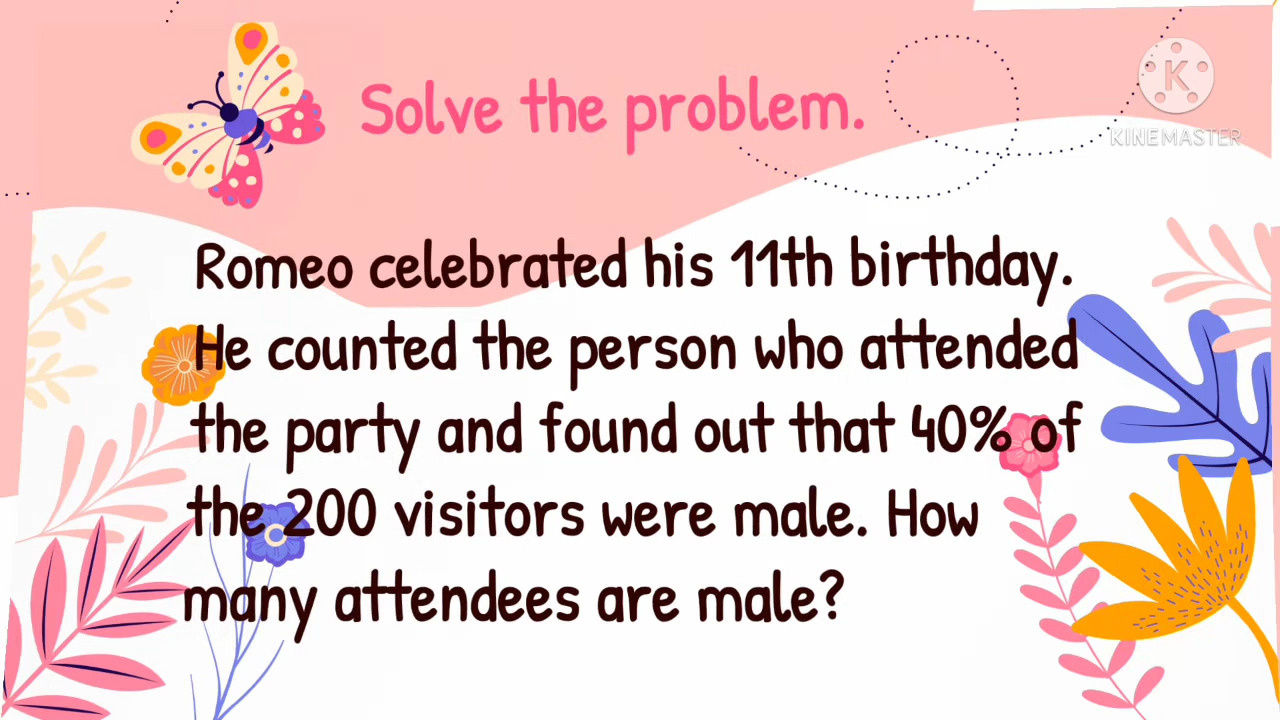 Solve the problem.
K
KINEMASTER
Romeo celebrated his 11th birthday.
He counted the person who attended
the party and found out that 40% of
the 200 visitors were male. How
many attendees are male?